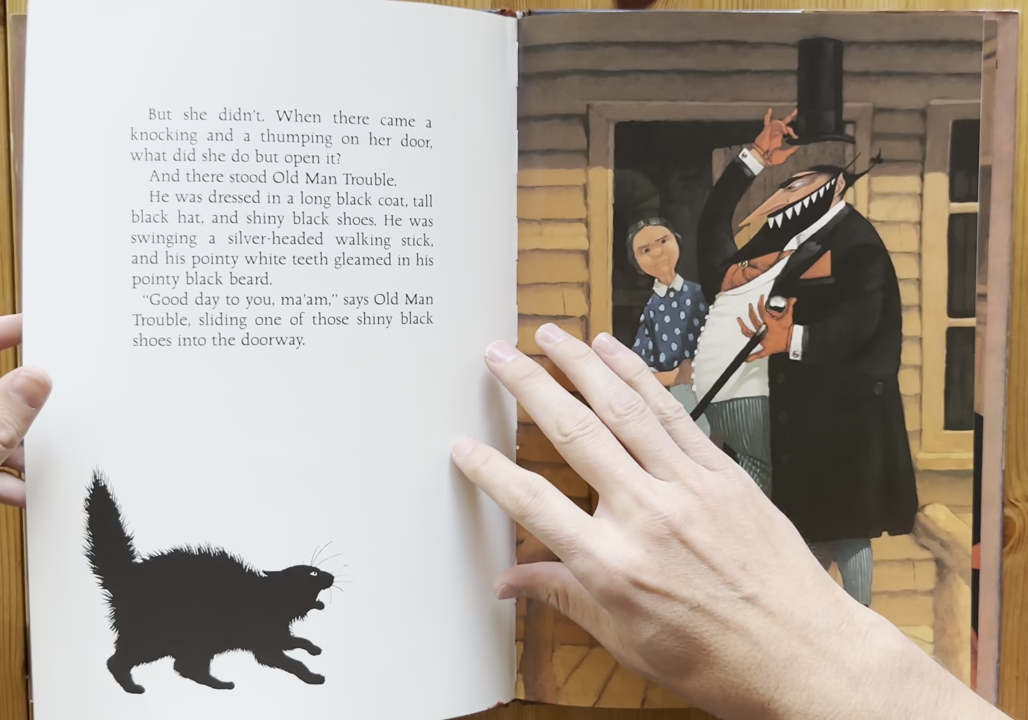 But she didn't. When there came a
knocking and a thumping on her door,
what did she do but open it?
And there stood Old Man Trouble.
He was dressed in a long black coat, tall
black hat, and shiny black shoes. He was
swinging a silver-headed walking stick,
and his pointy white teeth gleamed in his
pointy black beard.
“Good day to you, ma'am,” says Old Man
Trouble, sliding one of those shiny black
shoes into the doorway.